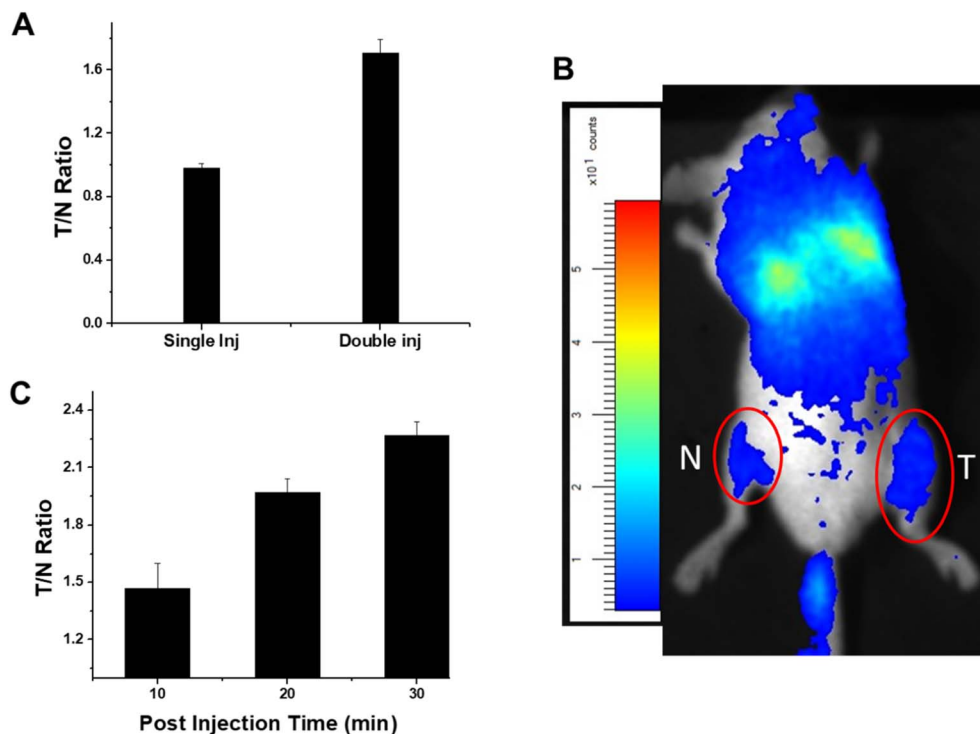 A
T/N Ratio
1.6
1.2
0.8
0.4
0.0
Single Inj
Double inj
B
x10¹ counts
5
4
3
2
1
N
T
C
T/N Ratio
2.4
2.1
1.8
1.5
1.2
10
20
30
Post Injection Time (min)